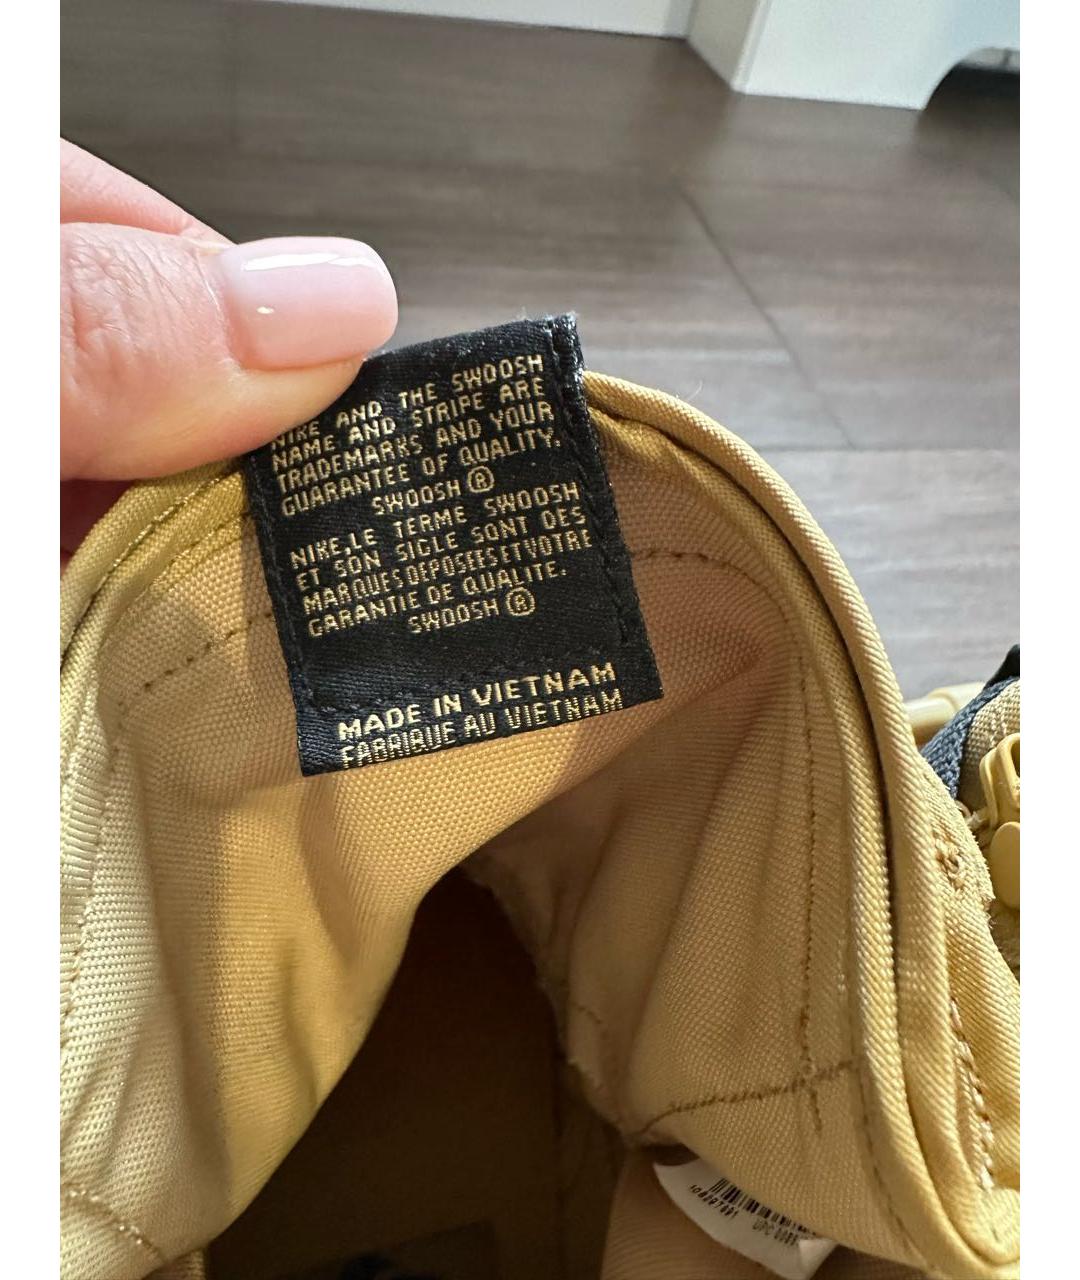 NIKE AND THE SWOOSH
NAME AND STRIPE ARE
TRADEMARKS AND YOUR
GUARANTEE OF QUALITY.
SWOOSH ®
NIKE,LE TERME SWOOSH
ET SON SIGLE SONT DES
MARQUES DEPOSEES ET VOTRE
GARANTIE DE QUALITE.
SWOOSH ®
MADE IN VIETNAM
FABRIQUE AU VIETNAM
UPC